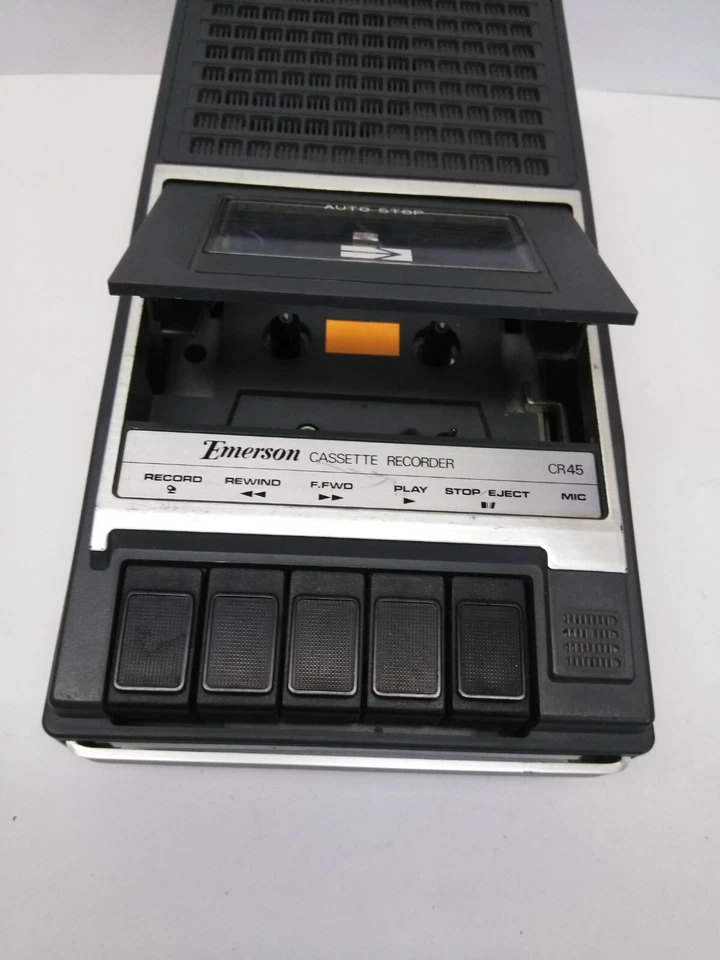 AUTO STOP
Emerson CASSETTE RECORDER CR45
RECORD REWIND F.FWD PLAY STOP/EJECT MIC